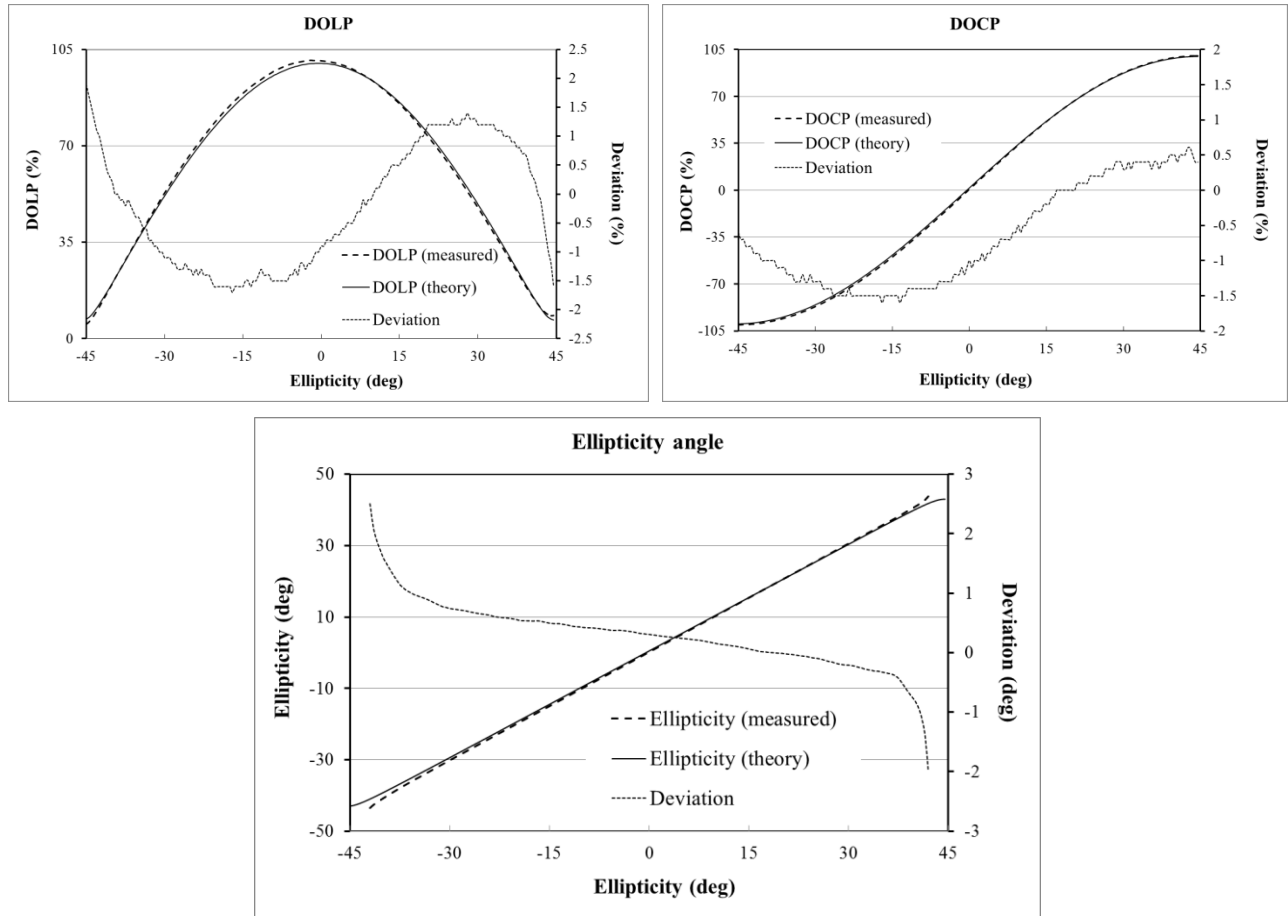 DOLP
105
70
35
0
DOLP (%)
2.5
2
1.5
1
0.5
0
-0.5
-1
-1.5
-2
-2.5
Deviation (%)
DOLP (measured)
DOLP (theory)
Deviation
-45 -30 -15 0 15 30 45
Ellipticity (deg)
DOCP
105
70
35
0
-35
-70
-105
DOCP (%)
2
1.5
1
0.5
0
-0.5
-1
-1.5
-2
Deviation (%)
DOCP (measured)
DOCP (theory)
Deviation
-45 -30 -15 0 15 30 45
Ellipticity (deg)
Ellipticity angle
50
30
10
-10
-30
-50
Ellipticity (deg)
3
2
1
0
-1
-2
-3
Deviation (deg)
Ellipticity (measured)
Ellipticity (theory)
Deviation
-45 -30 -15 0 15 30 45
Ellipticity (deg)